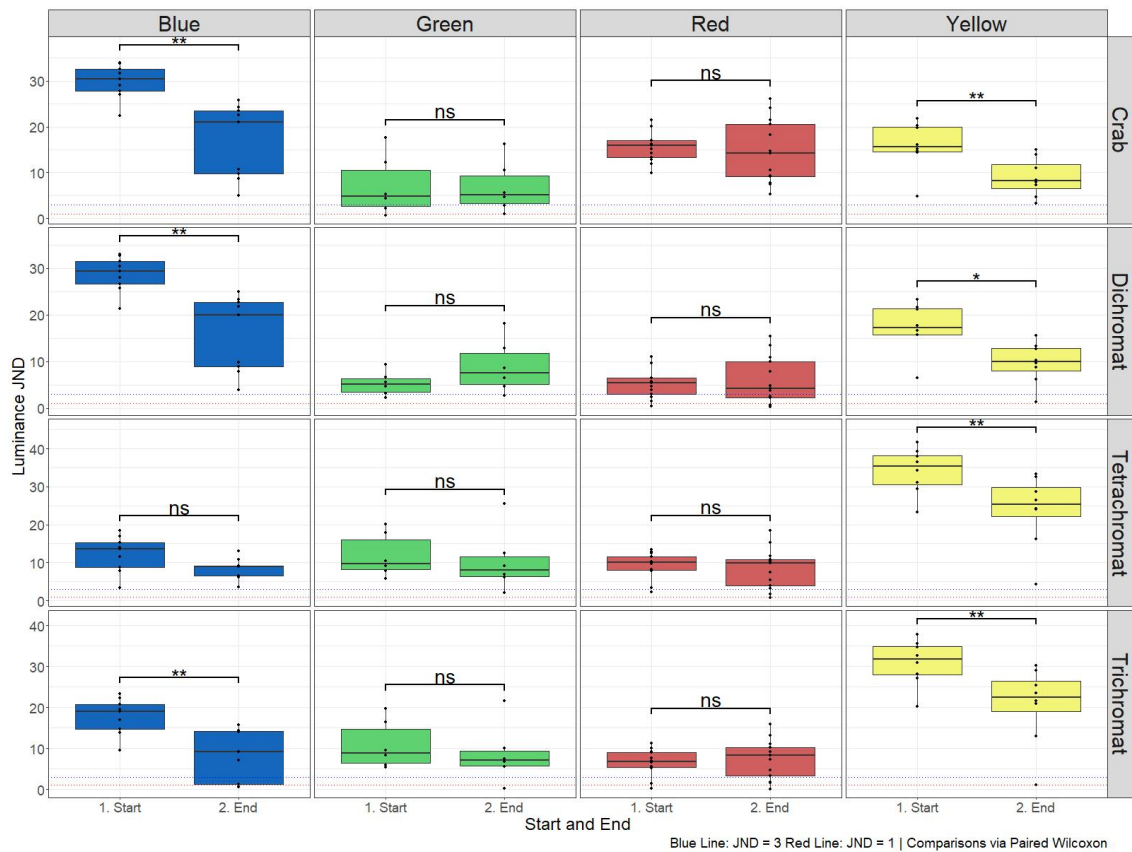 Blue Green Red Yellow
Luminance JND
30
20
10
0
** ns ns **
Crab
30
20
10
0
** ns ns *
Dichromat
40
30
20
10
0
ns ns ns **
Tetrachromat
40
30
20
10
0
** ns ns **
Trichromat
1. Start 2. End 1. Start 2. End 1. Start 2. End 1. Start 2. End
Start and End
Blue Line: JND = 3 Red Line: JND = 1 | Comparisons via Paired Wilcoxon